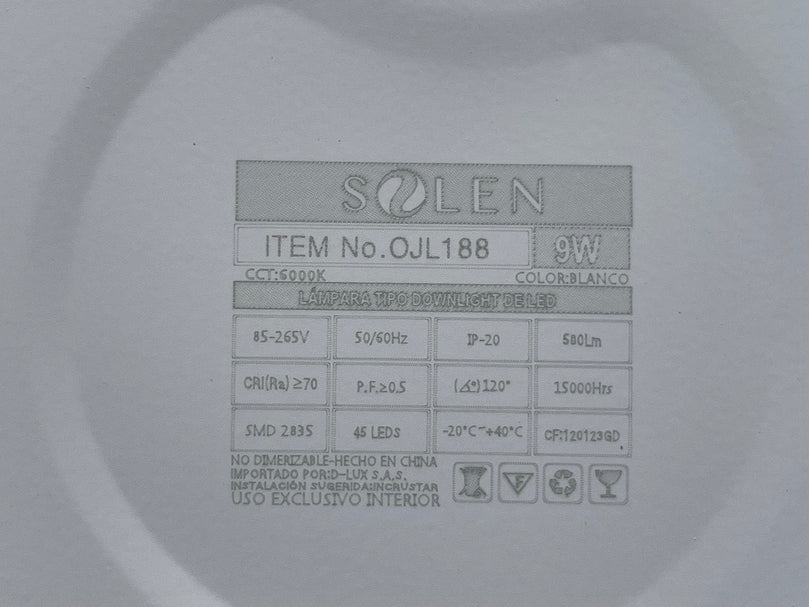 SOLEN
ITEM No.OJL188 9W
CCT:6000K COLOR:BLANCO
LÁMPARA TIPO DOWNLIGHT DE LED
85-265V 50/60Hz IP-20 580Lm
CRI(Ra) ≥70 P.F.≥0.5 (∡°)120° 15000Hrs
SMD 2835 45 LEDS -20°C~+40°C CF:120123GD
NO DIMERIZABLE-HECHO EN CHINA
IMPORTADO POR:D-LUX S.A.S.
INSTALACIÓN SUGERIDA:INCRUSTAR
USO EXCLUSIVO INTERIOR
F